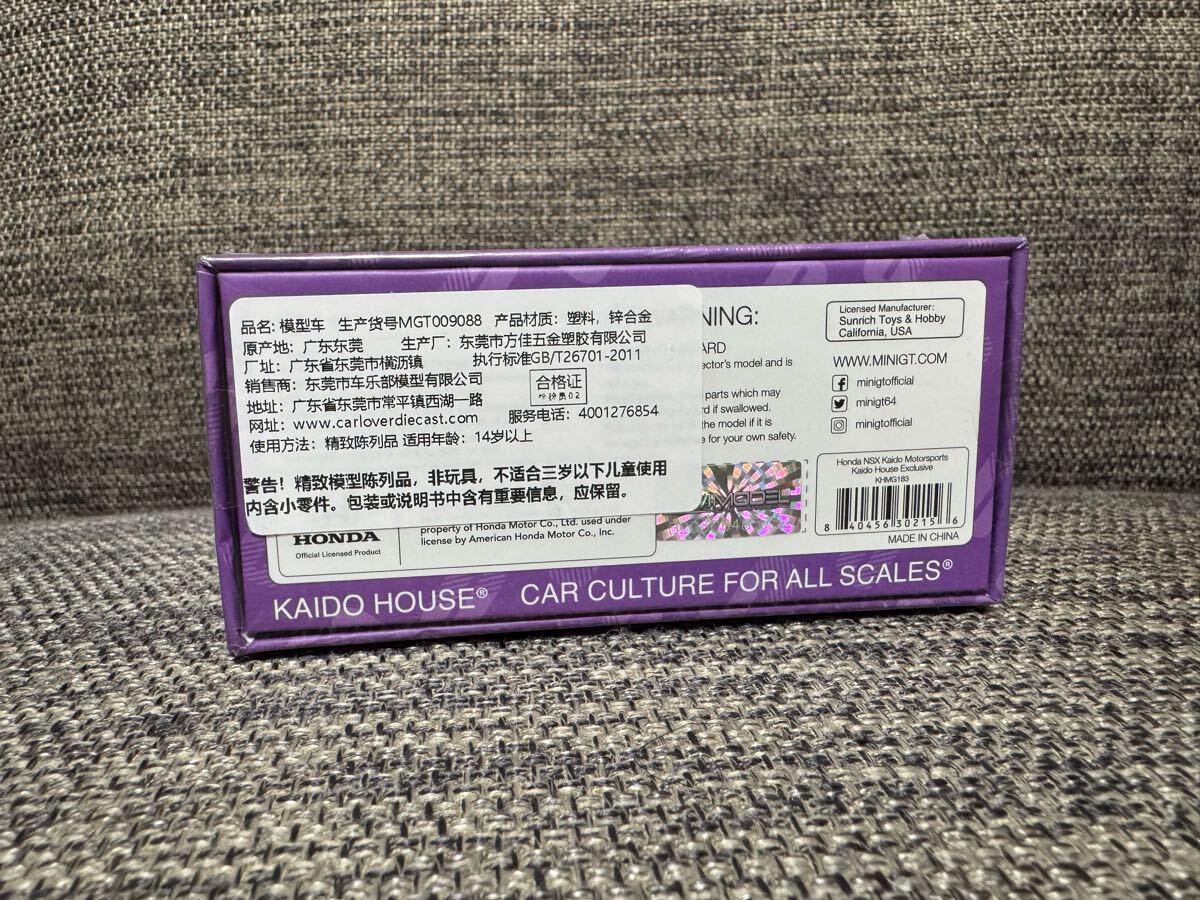 品名: 模型车 生产货号MGT009088 产品材质: 塑料, 锌合金
原产地: 广东东莞 生产厂: 东莞市方佳五金塑胶有限公司
厂址: 广东省东莞市横沥镇 执行标准GB/T26701-2011
销售商: 东莞市车乐部模型有限公司
合格证
检验员02
地址: 广东省东莞市常平镇西湖一路
网址: www.carloverdiecast.com 服务电话: 4001276854
使用方法: 精致陈列品 适用年龄: 14岁以上
警告! 精致模型陈列品, 非玩具, 不适合三岁以下儿童使用
内含小零件。包装或说明书中含有重要信息, 应保留。
NING:
ARD
ector's model and is
parts which may
rd if swallowed.
the model if it is
e for your own safety.
MODEL
HONDA
Official Licensed Product
property of Honda Motor Co., Ltd. used under
license by American Honda Motor Co., Inc.
Licensed Manufacturer:
Sunrich Toys & Hobby
California, USA
WWW.MINIGT.COM
minigtofficial
minigt64
minigtofficial
Honda NSX Kaido Motorsports
Kaido House Exclusive
KHMG183
8 40456 30215 6
MADE IN CHINA
KAIDO HOUSE® CAR CULTURE FOR ALL SCALES®